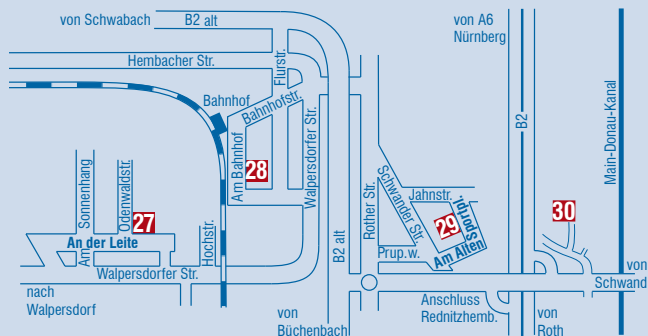 von Schwabach
B2 alt
von A6
Nürnberg
Hembacher Str.
Flurstr.
Bahnhof
Bahnhofstr.
Am Bahnhof
28
Walpersdorfer Str.
B2
Main-Donau-Kanal
Am Sonnenhang
Odenwaldstr.
27
An der Leite
Hochstr.
Walpersdorfer Str.
nach
Walpersdorf
B2 alt
Rother Str.
Schwander Str.
Jahnstr.
29
Am Alten
Sportpl.
Prup.w.
30
von
Schwand
Anschluss
Rednitzhemb.
von
Büchenbach
von
Roth